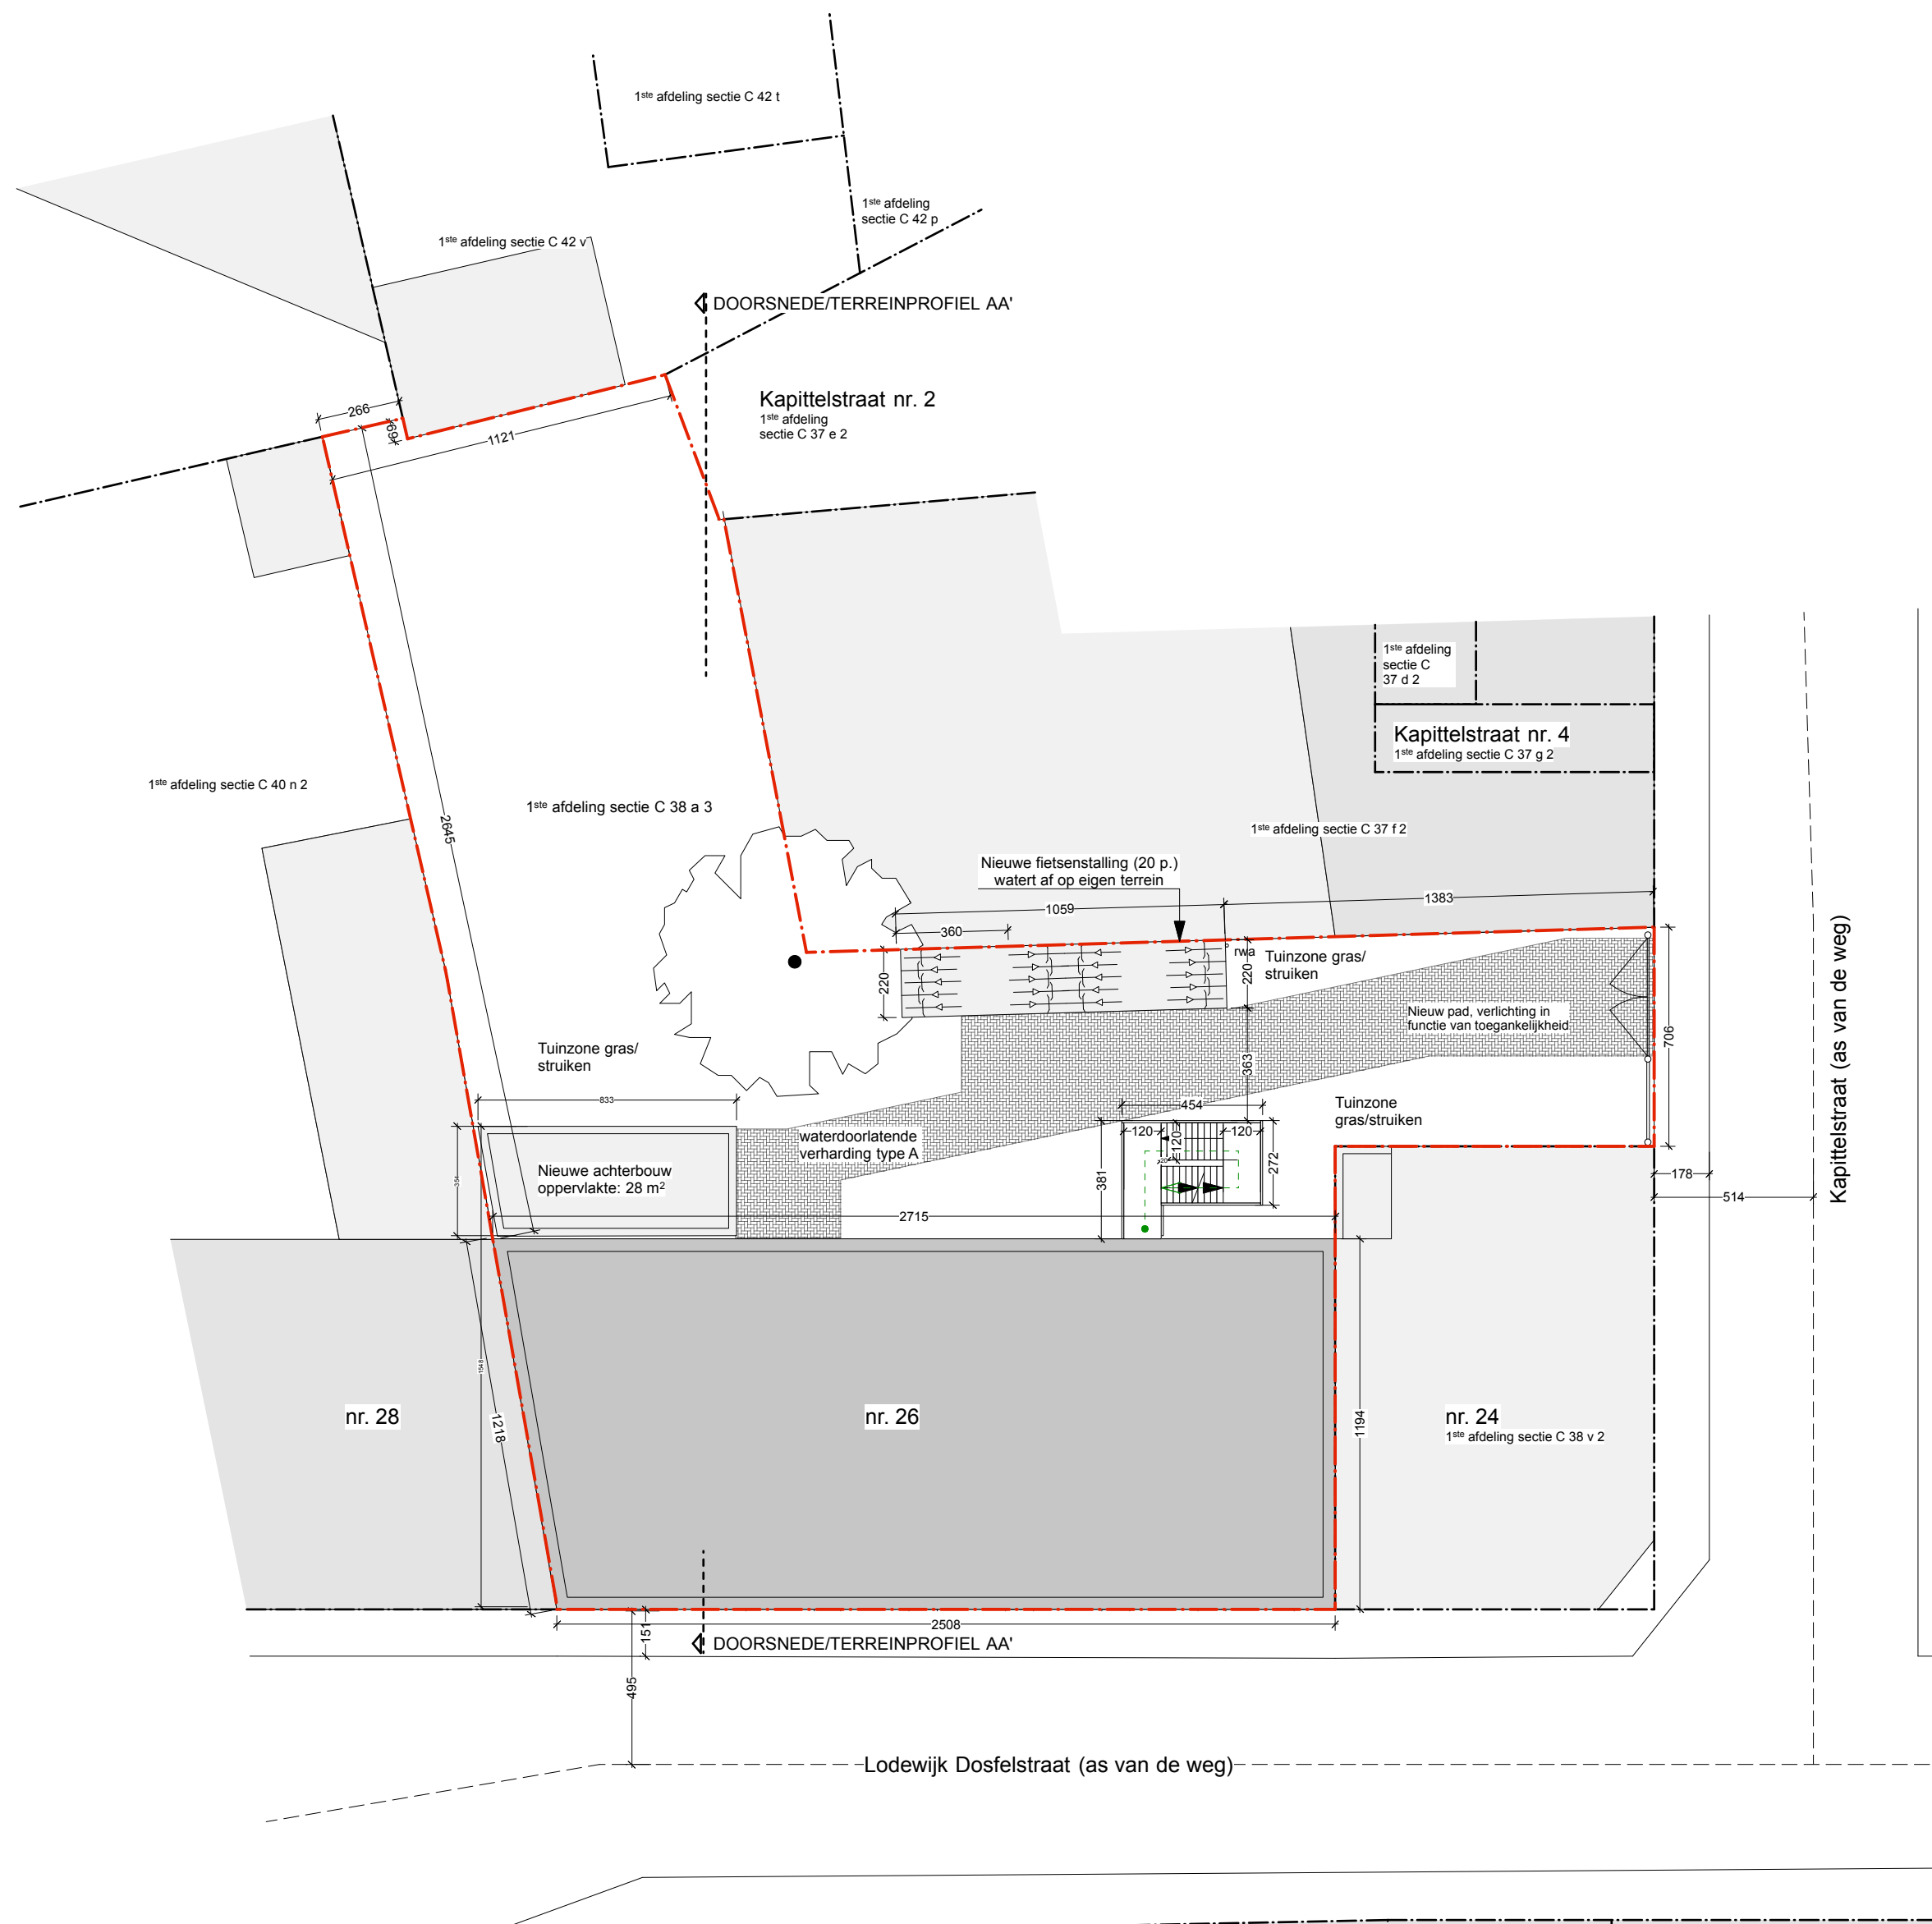 1ste afdeling sectie C 42 t
1ste afdeling
sectie C 42 p
1ste afdeling sectie C 42 v
DOORSNEDE/TERREINPROFIEL AA'
Kapittelstraat nr. 2
1ste afdeling
sectie C 37 e 2
266
69
1121
1ste afdeling
sectie C
37 d 2
Kapittelstraat nr. 4
1ste afdeling sectie C 37 g 2
1ste afdeling sectie C 40 n 2
1ste afdeling sectie C 38 a 3
2645
1ste afdeling sectie C 37 f 2
Nieuwe fietsenstalling (20 p.)
watert af op eigen terrein
1059
1383
360
220
220
rwa
Tuinzone gras/
struiken
Nieuw pad, verlichting in
functie van toegankelijkheid
706
Kapittelstraat (as van de weg)
Tuinzone gras/
struiken
363
833
454
Tuinzone
gras/struiken
120
120
120
waterdoorlatende
verharding type A
Nieuwe achterbouw
oppervlakte: 28 m²
354
381
272
178
514
2715
1548
1218
nr. 28
nr. 26
nr. 24
1ste afdeling sectie C 38 v 2
1194
2508
151
DOORSNEDE/TERREINPROFIEL AA'
495
Lodewijk Dosfelstraat (as van de weg)